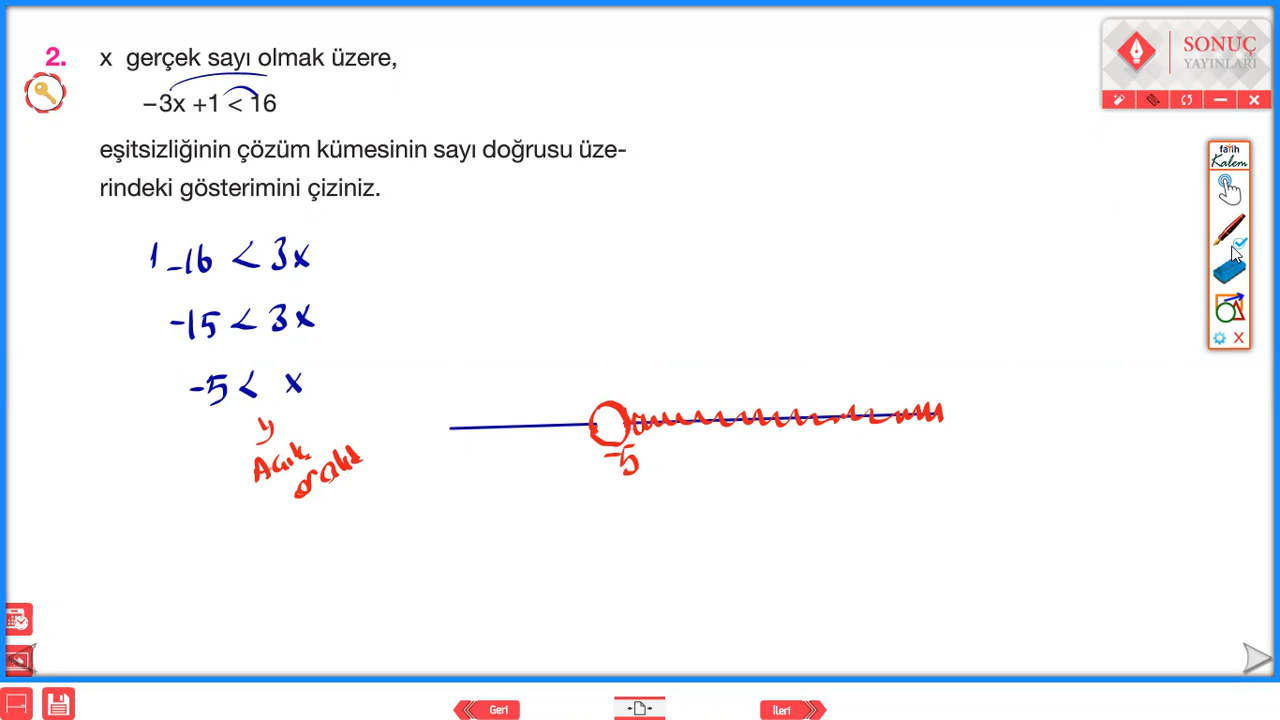 2.
x gerçek sayı olmak üzere,
−3x +1 < 16
eşitsizliğinin çözüm kümesinin sayı doğrusu üze-
rindeki gösterimini çiziniz.
1 -16 < 3x
-15 < 3x
-5 < x
Açık
aralık
-5
SONUÇ
YAYINLARI
fatih
Kalem
Geri
İleri